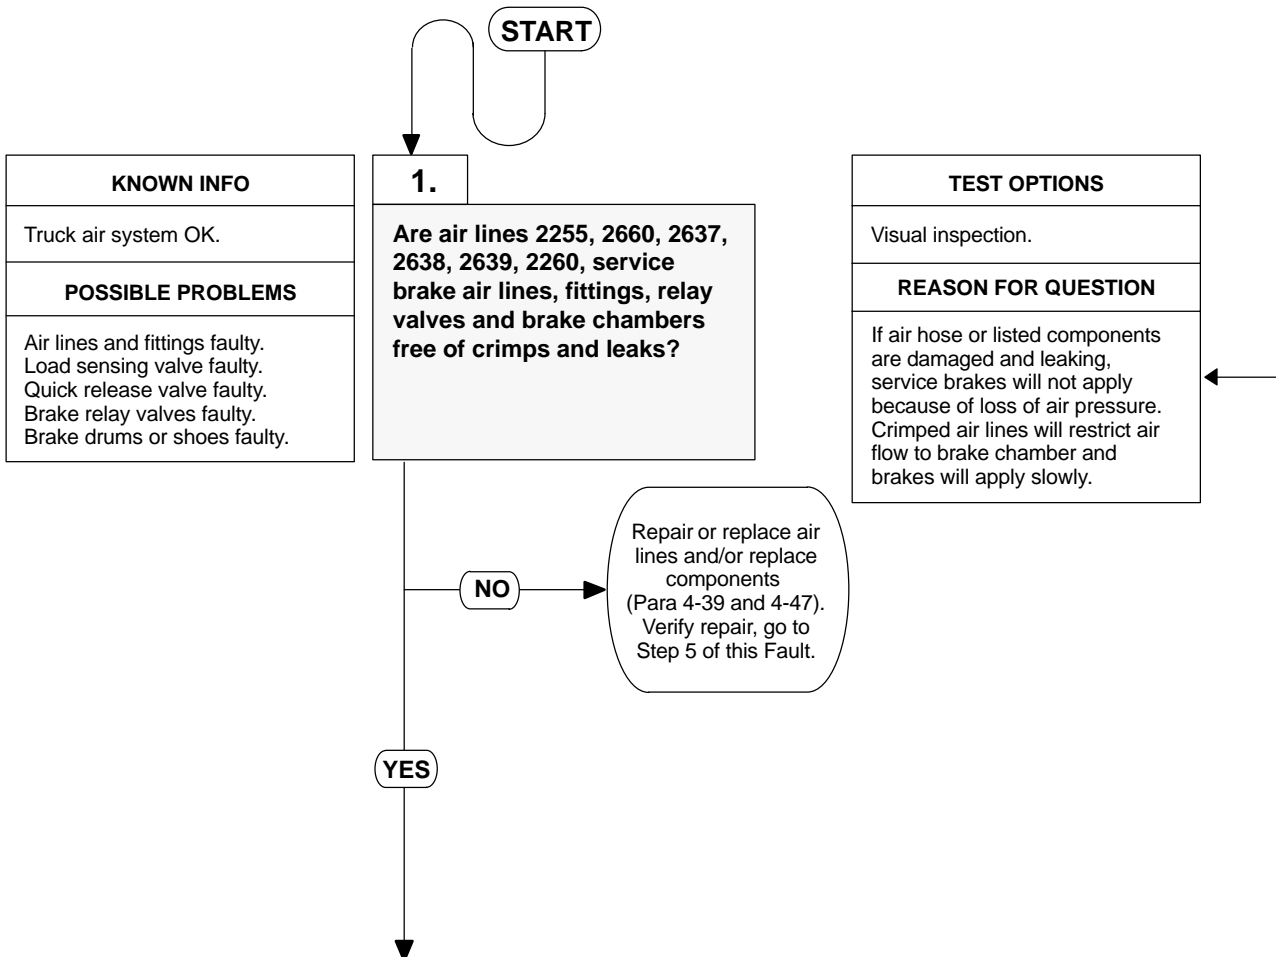 START
KNOWN INFO
Truck air system OK.
POSSIBLE PROBLEMS
Air lines and fittings faulty.
Load sensing valve faulty.
Quick release valve faulty.
Brake relay valves faulty.
Brake drums or shoes faulty.
1.
Are air lines 2255, 2660, 2637,
2638, 2639, 2260, service
brake air lines, fittings, relay
valves and brake chambers
free of crimps and leaks?
TEST OPTIONS
Visual inspection.
REASON FOR QUESTION
If air hose or listed components
are damaged and leaking,
service brakes will not apply
because of loss of air pressure.
Crimped air lines will restrict air
flow to brake chamber and
brakes will apply slowly.
NO
Repair or replace air
lines and/or replace
components
(Para 4-39 and 4-47).
Verify repair, go to
Step 5 of this Fault.
YES